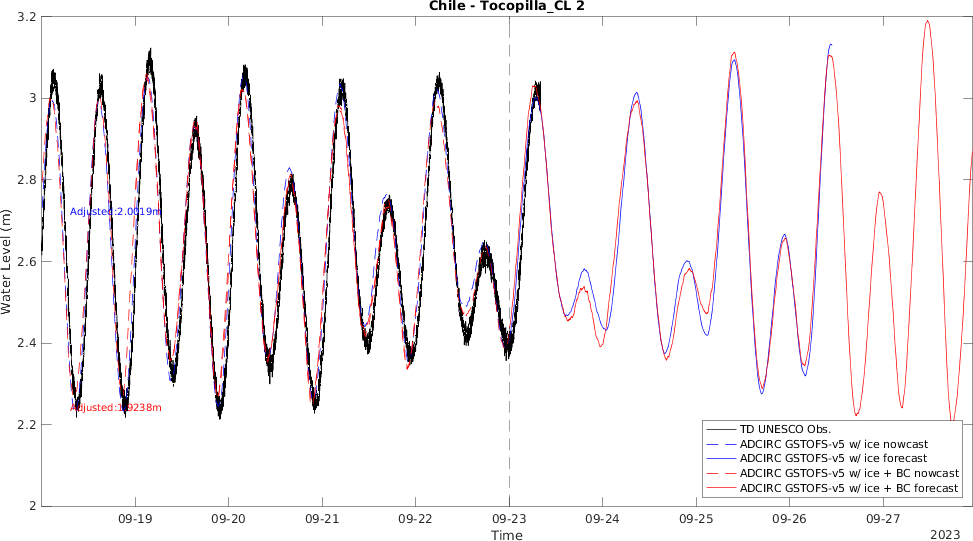 Chile - Tocopilla_CL 2
3.2
3
2.8
2.6
2.4
2.2
2
Water Level (m)
Adjusted:2.0019m
Adjusted:1.9238m
TD UNESCO Obs.
ADCIRC GSTOFS-v5 w/ ice nowcast
ADCIRC GSTOFS-v5 w/ ice forecast
ADCIRC GSTOFS-v5 w/ ice + BC nowcast
ADCIRC GSTOFS-v5 w/ ice + BC forecast
09-19 09-20 09-21 09-22 09-23 09-24 09-25 09-26 09-27
Time
2023